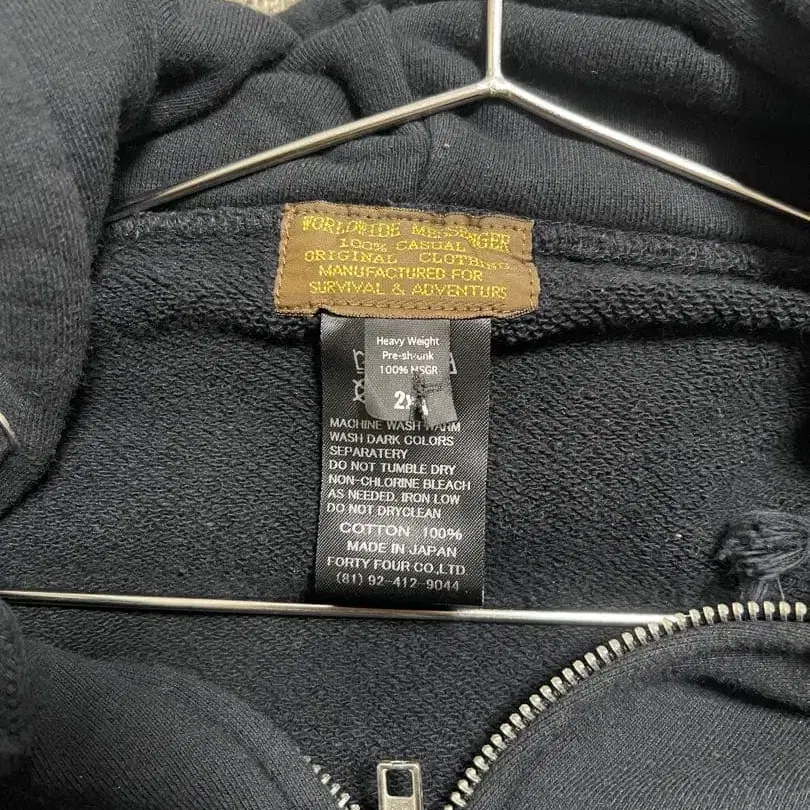 WORLDWIDE MESSENGER
100% CASUAL
ORIGINAL CLOTHING
MANUFACTURED FOR
SURVIVAL & ADVENTURS
Heavy Weight
Pre-shrunk
100% MSGR
MACHINE WASH WARM
WASH DARK COLORS
SEPARATERY
DO NOT TUMBLE DRY
NON-CHLORINE BLEACH
AS NEEDED. IRON LOW
DO NOT DRYCLEAN
COTTON 100%
MADE IN JAPAN
FORTY FOUR CO.,LTD
(81) 92-412-9044